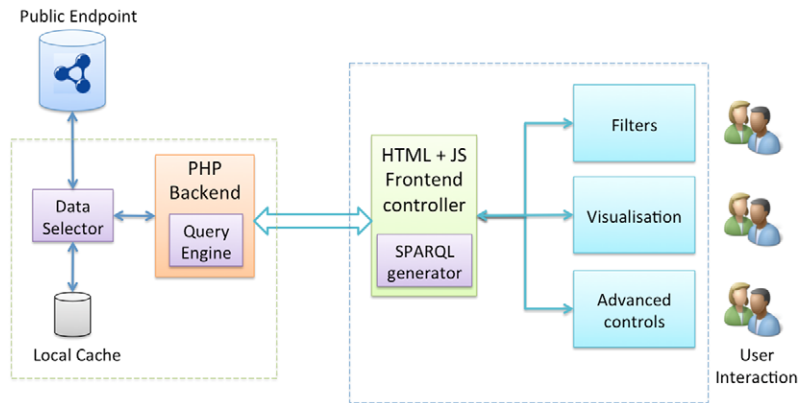 Public Endpoint
Data
Selector
Local Cache
PHP
Backend
Query
Engine
HTML + JS
Frontend
controller
SPARQL
generator
Filters
Visualisation
Advanced
controls
User
Interaction